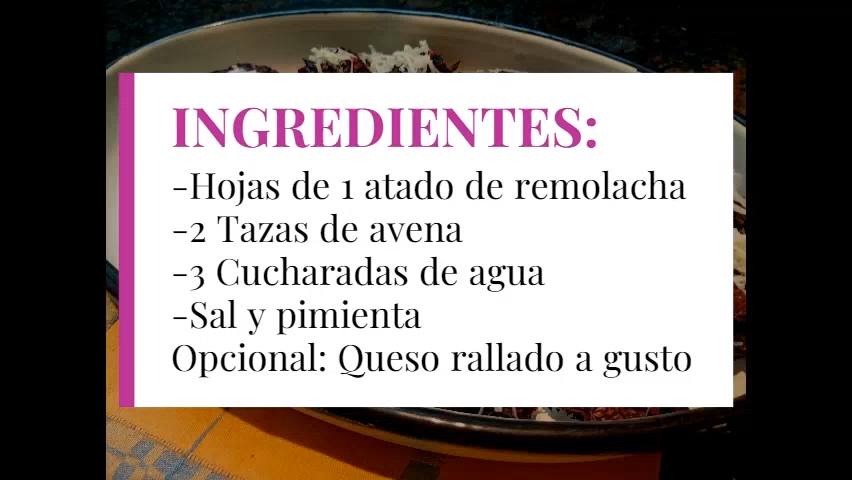 INGREDIENTES:
-Hojas de 1 atado de remolacha
-2 Tazas de avena
-3 Cucharadas de agua
-Sal y pimienta
Opcional: Queso rallado a gusto